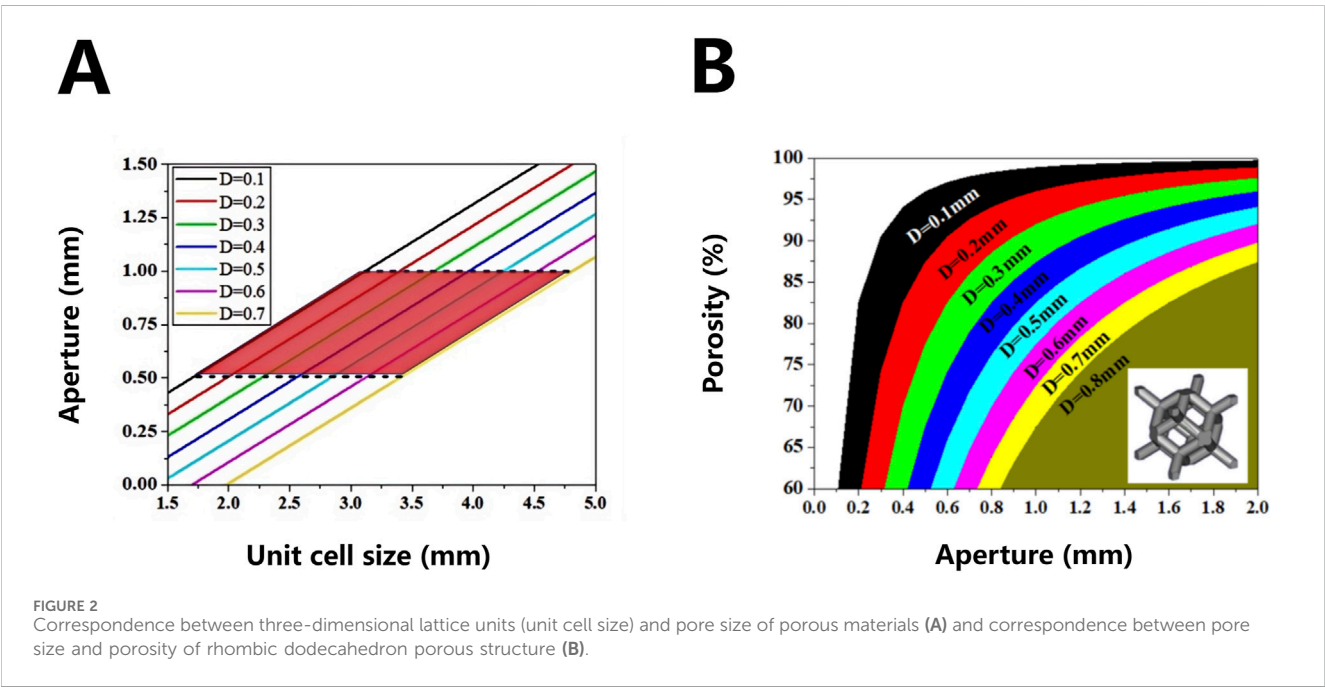 A
B
1.50
1.25
1.00
0.75
0.50
0.25
0.00
Aperture (mm)
D=0.1
D=0.2
D=0.3
D=0.4
D=0.5
D=0.6
D=0.7
1.5 2.0 2.5 3.0 3.5 4.0 4.5 5.0
Unit cell size (mm)
100
95
90
85
80
75
70
65
60
Porosity (%)
D=0.1mm
D=0.2mm
D=0.3mm
D=0.4mm
D=0.5mm
D=0.6mm
D=0.7mm
D=0.8mm
0.0 0.2 0.4 0.6 0.8 1.0 1.2 1.4 1.6 1.8 2.0
Aperture (mm)
FIGURE 2
Correspondence between three-dimensional lattice units (unit cell size) and pore size of porous materials (A) and correspondence between pore
size and porosity of rhombic dodecahedron porous structure (B).